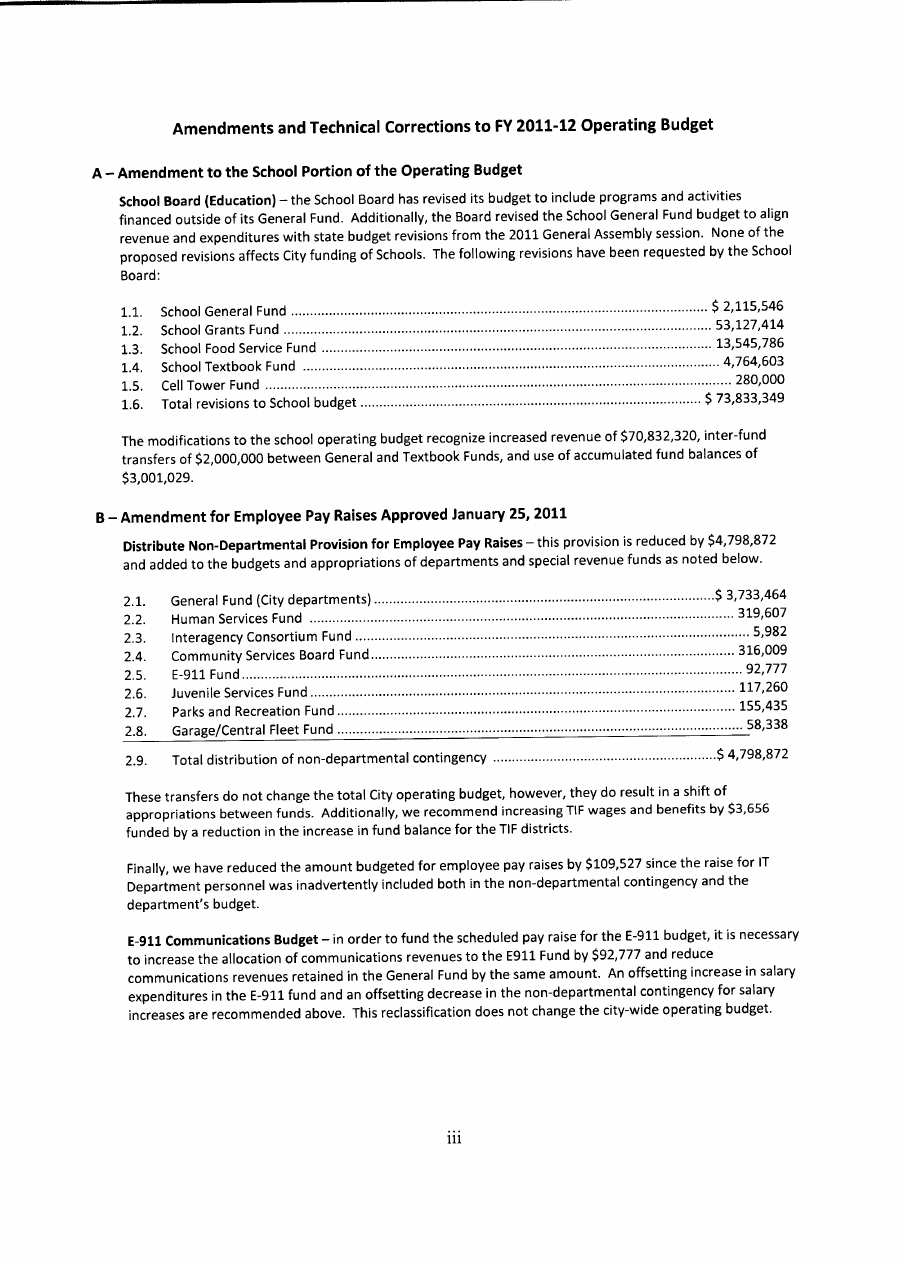 Amendments and Technical Corrections to FY 2011-12 Operating Budget
A – Amendment to the School Portion of the Operating Budget
School Board (Education) – the School Board has revised its budget to include programs and activities
financed outside of its General Fund. Additionally, the Board revised the School General Fund budget to align
revenue and expenditures with state budget revisions from the 2011 General Assembly session. None of the
proposed revisions affects City funding of Schools. The following revisions have been requested by the School
Board:
1.1. School General Fund ........ $ 2,115,546
1.2. School Grants Fund ........ 53,127,414
1.3. School Food Service Fund ........ 13,545,786
1.4. School Textbook Fund ........ 4,764,603
1.5. Cell Tower Fund ........ 280,000
1.6. Total revisions to School budget ........ $ 73,833,349
The modifications to the school operating budget recognize increased revenue of $70,832,320, inter-fund
transfers of $2,000,000 between General and Textbook Funds, and use of accumulated fund balances of
$3,001,029.
B – Amendment for Employee Pay Raises Approved January 25, 2011
Distribute Non-Departmental Provision for Employee Pay Raises – this provision is reduced by $4,798,872
and added to the budgets and appropriations of departments and special revenue funds as noted below.
2.1. General Fund (City departments) ........ $ 3,733,464
2.2. Human Services Fund ........ 319,607
2.3. Interagency Consortium Fund ........ 5,982
2.4. Community Services Board Fund ........ 316,009
2.5. E-911 Fund ........ 92,777
2.6. Juvenile Services Fund ........ 117,260
2.7. Parks and Recreation Fund ........ 155,435
2.8. Garage/Central Fleet Fund ........ 58,338
2.9. Total distribution of non-departmental contingency ........ $ 4,798,872
These transfers do not change the total City operating budget, however, they do result in a shift of
appropriations between funds. Additionally, we recommend increasing TIF wages and benefits by $3,656
funded by a reduction in the increase in fund balance for the TIF districts.
Finally, we have reduced the amount budgeted for employee pay raises by $109,527 since the raise for IT
Department personnel was inadvertently included both in the non-departmental contingency and the
department's budget.
E-911 Communications Budget – in order to fund the scheduled pay raise for the E-911 budget, it is necessary
to increase the allocation of communications revenues to the E911 Fund by $92,777 and reduce
communications revenues retained in the General Fund by the same amount. An offsetting increase in salary
expenditures in the E-911 fund and an offsetting decrease in the non-departmental contingency for salary
increases are recommended above. This reclassification does not change the city-wide operating budget.
iii